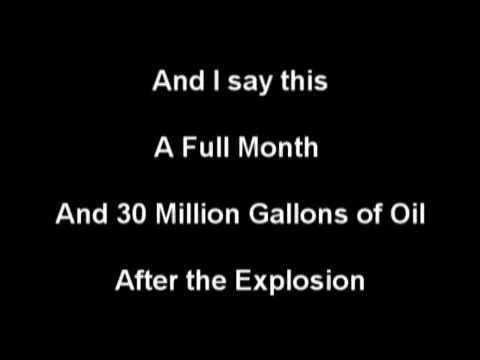 And I say this
A Full Month
And 30 Million Gallons of Oil
After the Explosion